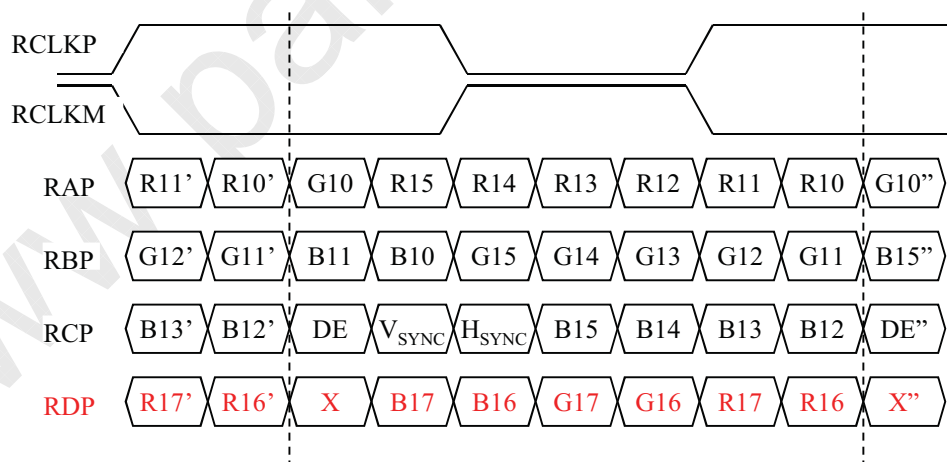 RCLKP
RCLKM
RAP R11’ R10’ G10 R15 R14 R13 R12 R11 R10 G10”
RBP G12’ G11’ B11 B10 G15 G14 G13 G12 G11 B15”
RCP B13’ B12’ DE VSYNC HSYNC B15 B14 B13 B12 DE”
RDP R17’ R16’ X B17 B16 G17 G16 R17 R16 X”